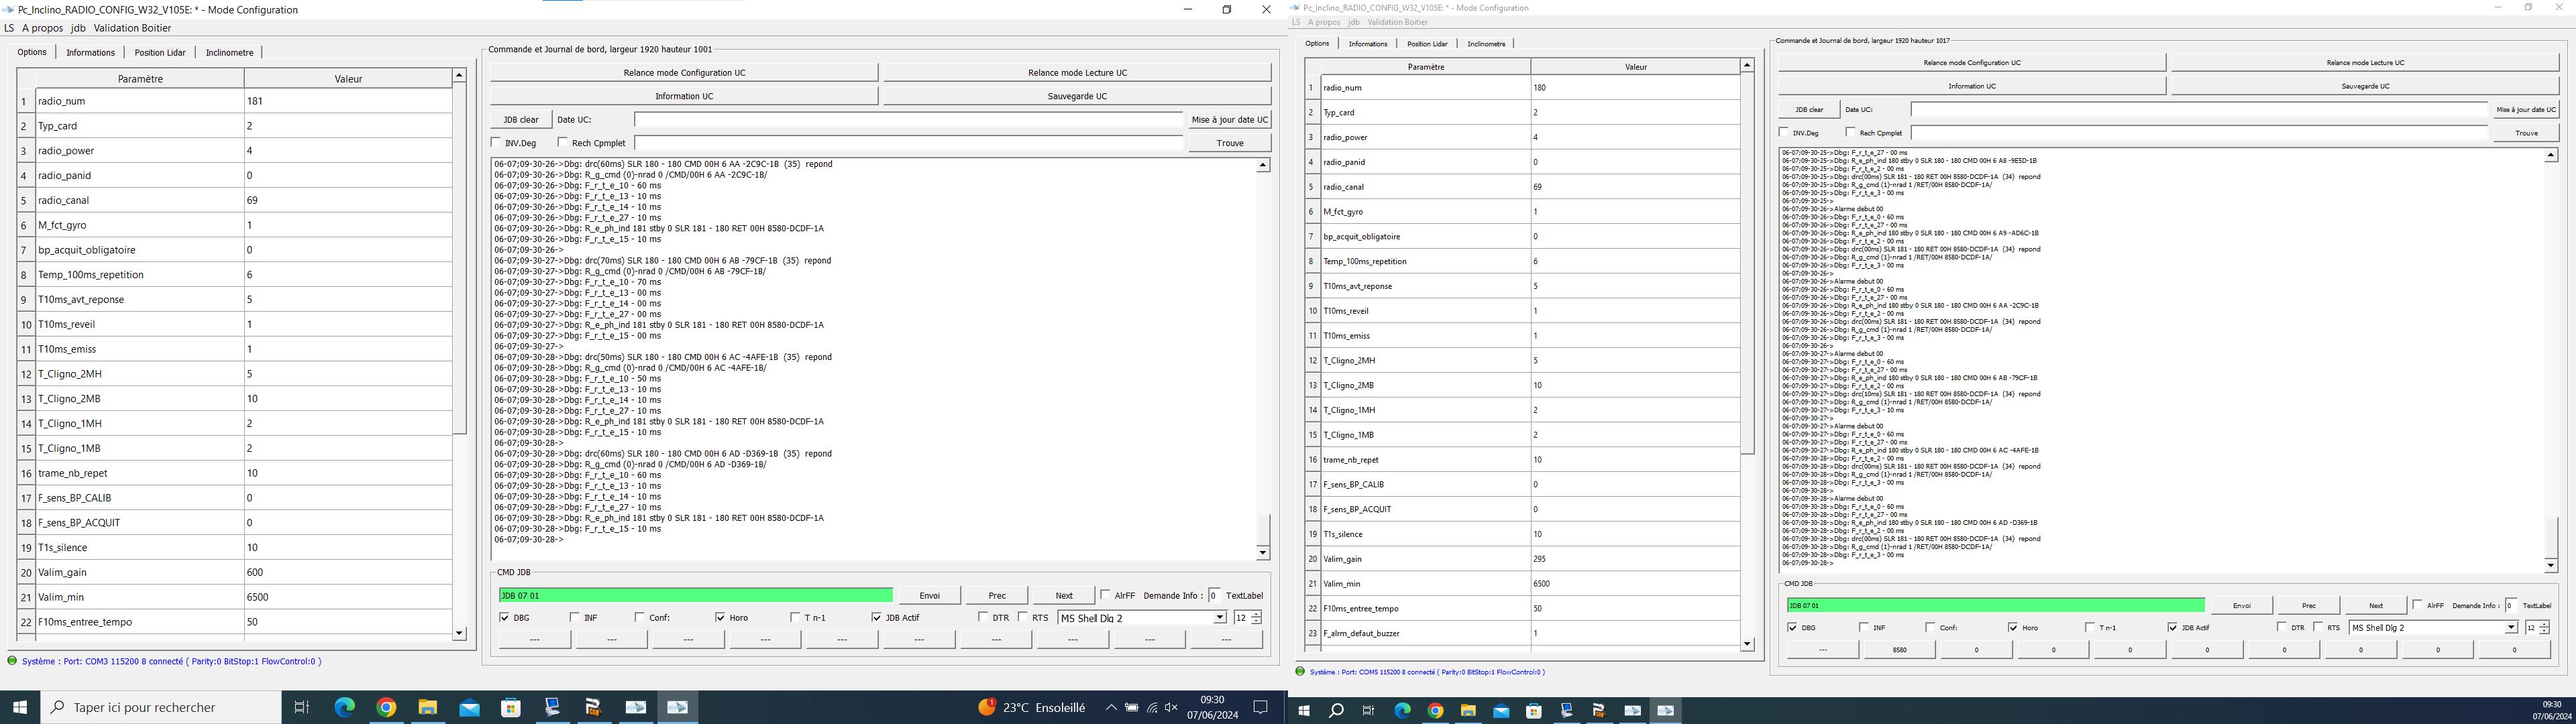 Pc_Inclino_RADIO_CONFIG_W32_V105E: * - Mode Configuration
LS A propos jdb Validation Boitier
Options Informations Position Lidar Inclinometre
Paramètre Valeur
1 radio_num 181
2 Typ_card 2
3 radio_power 4
4 radio_panid 0
5 radio_canal 69
6 M_fct_gyro 1
7 bp_acquit_obligatoire 0
8 Temp_100ms_repetition 6
9 T10ms_avt_reponse 5
10 T10ms_reveil 1
11 T10ms_emiss 1
12 T_Cligno_2MH 5
13 T_Cligno_2MB 10
14 T_Cligno_1MH 2
15 T_Cligno_1MB 2
16 trame_nb_repet 10
17 F_sens_BP_CALIB 0
18 F_sens_BP_ACQUIT 0
19 T1s_silence 10
20 Valim_gain 600
21 Valim_min 6500
22 F10ms_entree_tempo 50
Système : Port: COM3 115200 8 connecté ( Parity:0 BitStop:1 FlowControl:0 )
Commande et Journal de bord, largeur 1920 hauteur 1001
Relance mode Configuration UC Relance mode Lecture UC
Information UC Sauvegarde UC
JDB clear Date UC: Mise à jour date UC
INV.Deg Rech Cpmplet Trouve
06-07;09-30-26->Dbg: drc(60ms) SLR 180 - 180 CMD 00H 6 AA -2C9C-1B (35) repond
06-07;09-30-26->Dbg: R_g_cmd (0)-nrad 0 /CMD/00H 6 AA -2C9C-1B/
06-07;09-30-26->Dbg: F_r_t_e_10 - 60 ms
06-07;09-30-26->Dbg: F_r_t_e_13 - 10 ms
06-07;09-30-26->Dbg: F_r_t_e_14 - 10 ms
06-07;09-30-26->Dbg: F_r_t_e_27 - 10 ms
06-07;09-30-26->Dbg: R_e_ph_ind 181 stby 0 SLR 181 - 180 RET 00H 8580-DCDF-1A
06-07;09-30-26->Dbg: F_r_t_e_15 - 10 ms
06-07;09-30-26->
06-07;09-30-27->Dbg: drc(70ms) SLR 180 - 180 CMD 00H 6 AB -79CF-1B (35) repond
06-07;09-30-27->Dbg: R_g_cmd (0)-nrad 0 /CMD/00H 6 AB -79CF-1B/
06-07;09-30-27->Dbg: F_r_t_e_10 - 70 ms
06-07;09-30-27->Dbg: F_r_t_e_13 - 00 ms
06-07;09-30-27->Dbg: F_r_t_e_14 - 00 ms
06-07;09-30-27->Dbg: F_r_t_e_27 - 00 ms
06-07;09-30-27->Dbg: R_e_ph_ind 181 stby 0 SLR 181 - 180 RET 00H 8580-DCDF-1A
06-07;09-30-27->Dbg: F_r_t_e_15 - 00 ms
06-07;09-30-27->
06-07;09-30-28->Dbg: drc(50ms) SLR 180 - 180 CMD 00H 6 AC -4AFE-1B (35) repond
06-07;09-30-28->Dbg: R_g_cmd (0)-nrad 0 /CMD/00H 6 AC -4AFE-1B/
06-07;09-30-28->Dbg: F_r_t_e_10 - 50 ms
06-07;09-30-28->Dbg: F_r_t_e_13 - 10 ms
06-07;09-30-28->Dbg: F_r_t_e_14 - 10 ms
06-07;09-30-28->Dbg: F_r_t_e_27 - 10 ms
06-07;09-30-28->Dbg: R_e_ph_ind 181 stby 0 SLR 181 - 180 RET 00H 8580-DCDF-1A
06-07;09-30-28->Dbg: F_r_t_e_15 - 10 ms
06-07;09-30-28->
06-07;09-30-28->Dbg: drc(60ms) SLR 180 - 180 CMD 00H 6 AD -D369-1B (35) repond
06-07;09-30-28->Dbg: R_g_cmd (0)-nrad 0 /CMD/00H 6 AD -D369-1B/
06-07;09-30-28->Dbg: F_r_t_e_10 - 60 ms
06-07;09-30-28->Dbg: F_r_t_e_13 - 10 ms
06-07;09-30-28->Dbg: F_r_t_e_14 - 10 ms
06-07;09-30-28->Dbg: F_r_t_e_27 - 10 ms
06-07;09-30-28->Dbg: R_e_ph_ind 181 stby 0 SLR 181 - 180 RET 00H 8580-DCDF-1A
06-07;09-30-28->Dbg: F_r_t_e_15 - 10 ms
06-07;09-30-28->
CMD JDB
JDB 07 01 Envoi Prec Next AlrFF Demande Info : 0 TextLabel
DBG INF Conf: Horo T n-1 JDB Actif DTR RTS MS Shell Dlg 2 12
--- --- --- --- --- --- --- --- --- ---
Taper ici pour rechercher 1 23°C Ensoleillé 09:30
07/06/2024
Pc_Inclino_RADIO_CONFIG_W32_V105E: * - Mode Configuration
LS A propos jdb Validation Boitier
Options Informations Position Lidar Inclinometre
Paramètre Valeur
1 radio_num 180
2 Typ_card 2
3 radio_power 4
4 radio_panid 0
5 radio_canal 69
6 M_fct_gyro 1
7 bp_acquit_obligatoire 0
8 Temp_100ms_repetition 6
9 T10ms_avt_reponse 5
10 T10ms_reveil 1
11 T10ms_emiss 1
12 T_Cligno_2MH 5
13 T_Cligno_2MB 10
14 T_Cligno_1MH 2
15 T_Cligno_1MB 2
16 trame_nb_repet 10
17 F_sens_BP_CALIB 0
18 F_sens_BP_ACQUIT 0
19 T1s_silence 10
20 Valim_gain 295
21 Valim_min 6500
22 F10ms_entree_tempo 50
23 F_alrm_defaut_buzzer 1
Système : Port: COM5 115200 8 connecté ( Parity:0 BitStop:1 FlowControl:0 )
Commande et Journal de bord, largeur 1920 hauteur 1017
Relance mode Configuration UC Relance mode Lecture UC
Information UC Sauvegarde UC
JDB clear Date UC: Mise à jour date UC
INV.Deg Rech Cpmplet Trouve
06-07;09-30-25->Dbg: F_r_t_e_27 - 00 ms
06-07;09-30-25->Dbg: R_e_ph_ind 180 stby 0 SLR 180 - 180 CMD 00H 6 A8 -9E5D-1B
06-07;09-30-25->Dbg: F_r_t_e_2 - 00 ms
06-07;09-30-25->Dbg: drc(00ms) SLR 181 - 180 RET 00H 8580-DCDF-1A (34) repond
06-07;09-30-25->Dbg: R_g_cmd (1)-nrad 1 /RET/00H 8580-DCDF-1A/
06-07;09-30-25->Dbg: F_r_t_e_3 - 00 ms
06-07;09-30-25->
06-07;09-30-26->Alarme debut 00
06-07;09-30-26->Dbg: F_r_t_e_0 - 60 ms
06-07;09-30-26->Dbg: F_r_t_e_27 - 00 ms
06-07;09-30-26->Dbg: R_e_ph_ind 180 stby 0 SLR 180 - 180 CMD 00H 6 A9 -AD6C-1B
06-07;09-30-26->Dbg: F_r_t_e_2 - 00 ms
06-07;09-30-26->Dbg: drc(00ms) SLR 181 - 180 RET 00H 8580-DCDF-1A (34) repond
06-07;09-30-26->Dbg: R_g_cmd (1)-nrad 1 /RET/00H 8580-DCDF-1A/
06-07;09-30-26->Dbg: F_r_t_e_3 - 00 ms
06-07;09-30-26->
06-07;09-30-26->Alarme debut 00
06-07;09-30-26->Dbg: F_r_t_e_0 - 60 ms
06-07;09-30-26->Dbg: F_r_t_e_27 - 00 ms
06-07;09-30-26->Dbg: R_e_ph_ind 180 stby 0 SLR 180 - 180 CMD 00H 6 AA -2C9C-1B
06-07;09-30-26->Dbg: F_r_t_e_2 - 00 ms
06-07;09-30-26->Dbg: drc(00ms) SLR 181 - 180 RET 00H 8580-DCDF-1A (34) repond
06-07;09-30-26->Dbg: R_g_cmd (1)-nrad 1 /RET/00H 8580-DCDF-1A/
06-07;09-30-26->Dbg: F_r_t_e_3 - 00 ms
06-07;09-30-26->
06-07;09-30-27->Alarme debut 00
06-07;09-30-27->Dbg: F_r_t_e_0 - 60 ms
06-07;09-30-27->Dbg: F_r_t_e_27 - 00 ms
06-07;09-30-27->Dbg: R_e_ph_ind 180 stby 0 SLR 180 - 180 CMD 00H 6 AB -79CF-1B
06-07;09-30-27->Dbg: F_r_t_e_2 - 00 ms
06-07;09-30-27->Dbg: drc(10ms) SLR 181 - 180 RET 00H 8580-DCDF-1A (34) repond
06-07;09-30-27->Dbg: R_g_cmd (1)-nrad 1 /RET/00H 8580-DCDF-1A/
06-07;09-30-27->Dbg: F_r_t_e_3 - 10 ms
06-07;09-30-27->
06-07;09-30-27->Alarme debut 00
06-07;09-30-27->Dbg: F_r_t_e_0 - 60 ms
06-07;09-30-27->Dbg: F_r_t_e_27 - 00 ms
06-07;09-30-27->Dbg: R_e_ph_ind 180 stby 0 SLR 180 - 180 CMD 00H 6 AC -4AFE-1B
06-07;09-30-28->Dbg: F_r_t_e_2 - 00 ms
06-07;09-30-28->Dbg: drc(00ms) SLR 181 - 180 RET 00H 8580-DCDF-1A (34) repond
06-07;09-30-28->Dbg: R_g_cmd (1)-nrad 1 /RET/00H 8580-DCDF-1A/
06-07;09-30-28->Dbg: F_r_t_e_3 - 00 ms
06-07;09-30-28->
06-07;09-30-28->Alarme debut 00
06-07;09-30-28->Dbg: F_r_t_e_0 - 60 ms
06-07;09-30-28->Dbg: F_r_t_e_27 - 00 ms
06-07;09-30-28->Dbg: R_e_ph_ind 180 stby 0 SLR 180 - 180 CMD 00H 6 AD -D369-1B
06-07;09-30-28->Dbg: F_r_t_e_2 - 00 ms
06-07;09-30-28->Dbg: drc(00ms) SLR 181 - 180 RET 00H 8580-DCDF-1A (34) repond
06-07;09-30-28->Dbg: R_g_cmd (1)-nrad 1 /RET/00H 8580-DCDF-1A/
06-07;09-30-28->Dbg: F_r_t_e_3 - 00 ms
06-07;09-30-28->
CMD JDB
JDB 07 01 Envoi Prec Next AlrFF Demande Info : 0 TextLabel
DBG INF Conf: Horo T n-1 JDB Actif DTR RTS MS Shell Dlg 2 12
--- 8580 0 0 0 0 0 0 0 0
09:30
07/06/2024